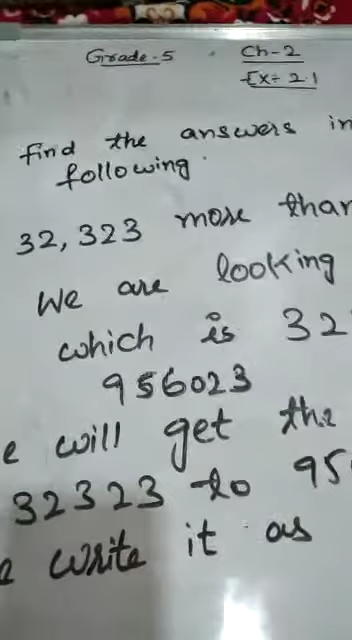 Grade-5 Ch-2
Ex- 2.1
find the answers in
following.
32,323 more than
We are looking
which is 32
956023
e will get the
32323 to 95
e write it as